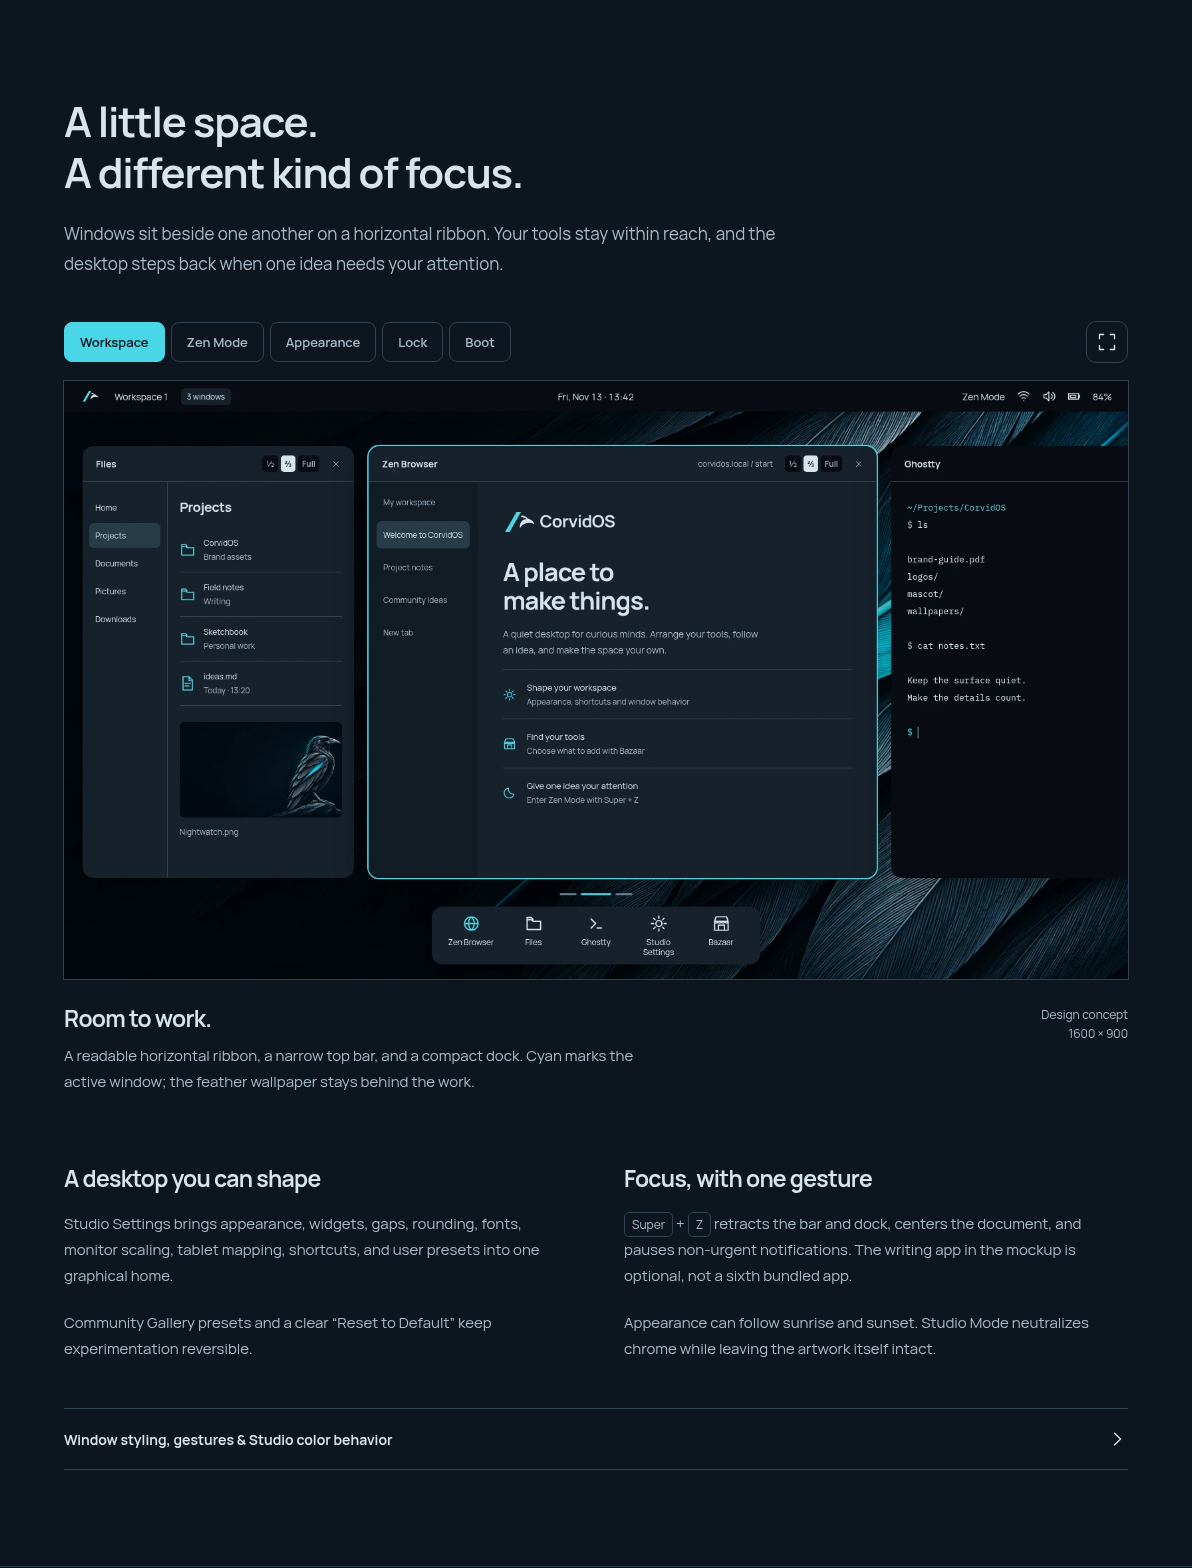 A little space.
A different kind of focus.
Windows sit beside one another on a horizontal ribbon. Your tools stay within reach, and the
desktop steps back when one idea needs your attention.
Workspace
Zen Mode
Appearance
Lock
Boot
Workspace 1
3 windows
Fri, Nov 13 · 13:42
Zen Mode
84%
Files
½
⅔
Full
×
Home
Projects
Documents
Pictures
Downloads
Projects
CorvidOS
Brand assets
Field notes
Writing
Sketchbook
Personal work
ideas.md
Today · 13:20
Nightwatch.png
Zen Browser
corvidos.local / start
½
⅔
Full
×
My workspace
Welcome to CorvidOS
Project notes
Community ideas
New tab
CorvidOS
A place to
make things.
A quiet desktop for curious minds. Arrange your tools, follow
an idea, and make the space your own.
Shape your workspace
Appearance, shortcuts and window behavior
Find your tools
Choose what to add with Bazaar
Give one idea your attention
Enter Zen Mode with Super + Z
Ghostty
~/Projects/CorvidOS
$ ls
brand-guide.pdf
logos/
mascot/
wallpapers/
$ cat notes.txt
Keep the surface quiet.
Make the details count.
$
Zen Browser
Files
Ghostty
Studio
Settings
Bazaar
Room to work.
A readable horizontal ribbon, a narrow top bar, and a compact dock. Cyan marks the
active window; the feather wallpaper stays behind the work.
Design concept
1600 × 900
A desktop you can shape
Studio Settings brings appearance, widgets, gaps, rounding, fonts,
monitor scaling, tablet mapping, shortcuts, and user presets into one
graphical home.
Community Gallery presets and a clear “Reset to Default” keep
experimentation reversible.
Focus, with one gesture
Super + Z retracts the bar and dock, centers the document, and
pauses non-urgent notifications. The writing app in the mockup is
optional, not a sixth bundled app.
Appearance can follow sunrise and sunset. Studio Mode neutralizes
chrome while leaving the artwork itself intact.
Window styling, gestures & Studio color behavior